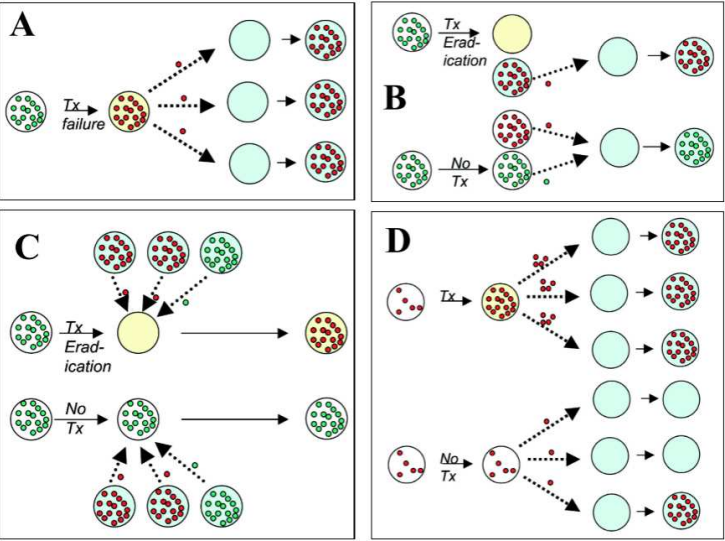 A
Tx
failure
B
Tx
Erad-
ication
No
Tx
C
Tx
Erad-
ication
No
Tx
D
Tx
No
Tx